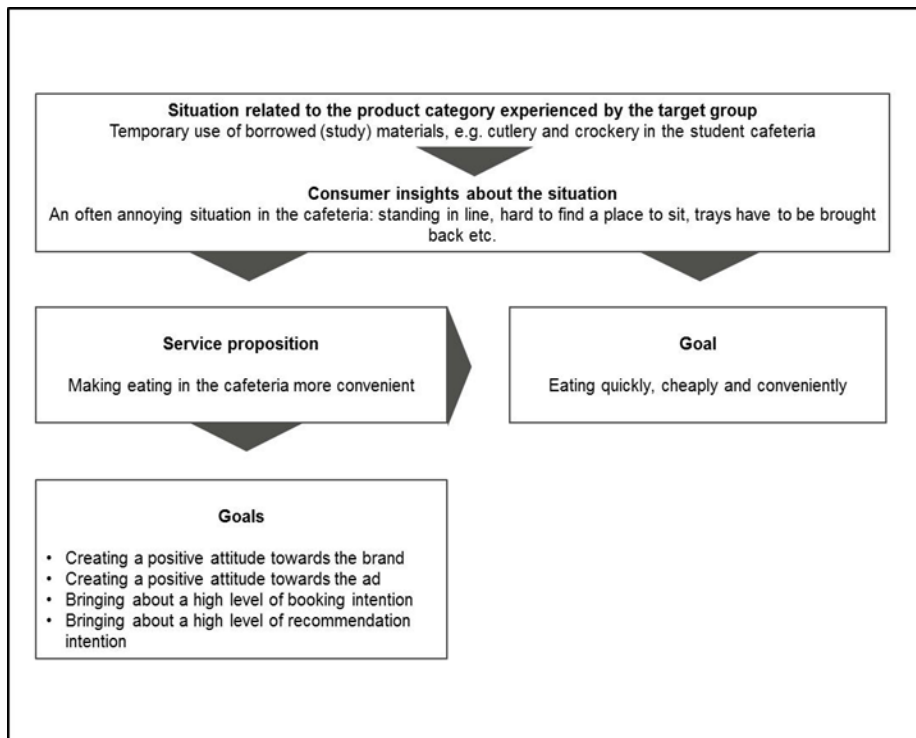 Situation related to the product category experienced by the target group
Temporary use of borrowed (study) materials, e.g. cutlery and crockery in the student cafeteria
Consumer insights about the situation
An often annoying situation in the cafeteria: standing in line, hard to find a place to sit, trays have to be brought
back etc.
Service proposition
Making eating in the cafeteria more convenient
Goal
Eating quickly, cheaply and conveniently
Goals
• Creating a positive attitude towards the brand
• Creating a positive attitude towards the ad
• Bringing about a high level of booking intention
• Bringing about a high level of recommendation
intention